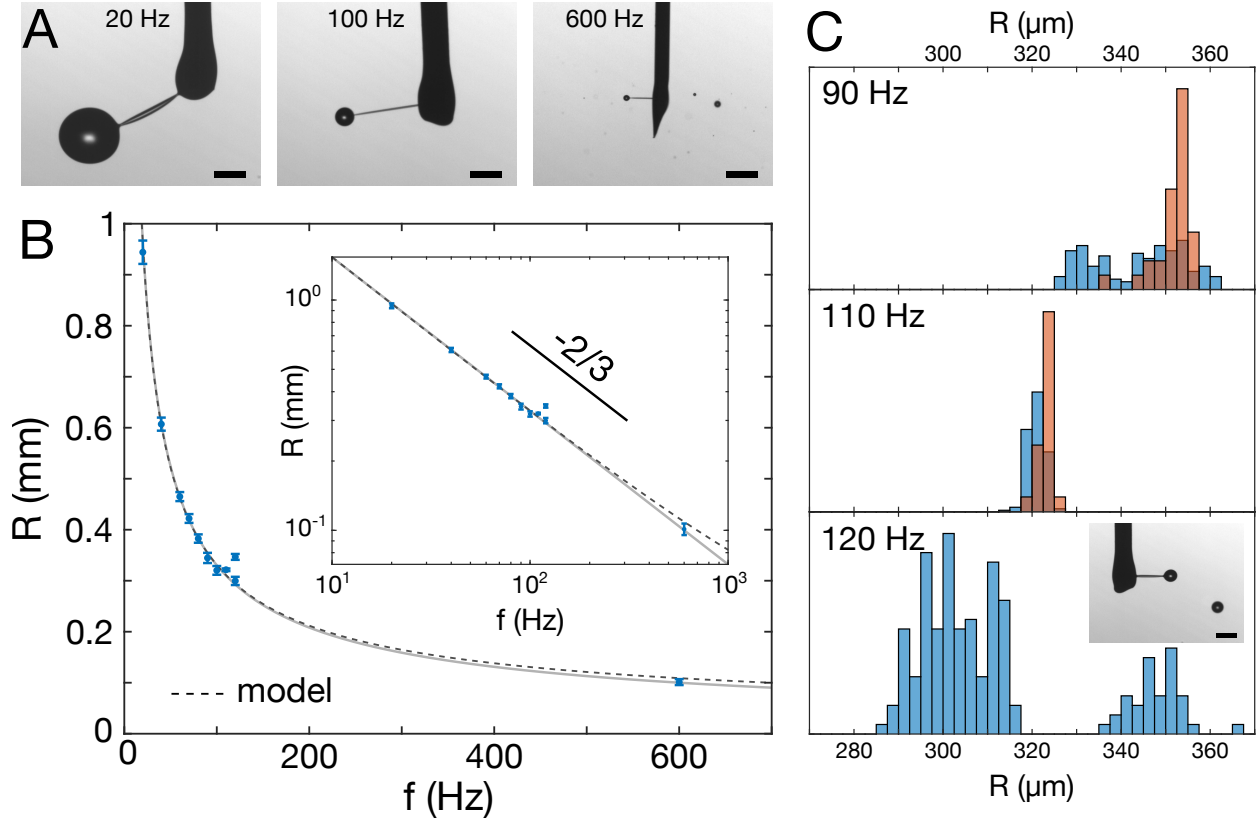 A
20 Hz
100 Hz
600 Hz
B
1
0.8
0.6
0.4
0.2
0
R (mm)
0
200
400
600
f (Hz)
model
10⁰
10⁻¹
R (mm)
10¹
10²
10³
f (Hz)
-2/3
C
R (µm)
300
320
340
360
90 Hz
110 Hz
120 Hz
280
300
320
340
360
R (µm)